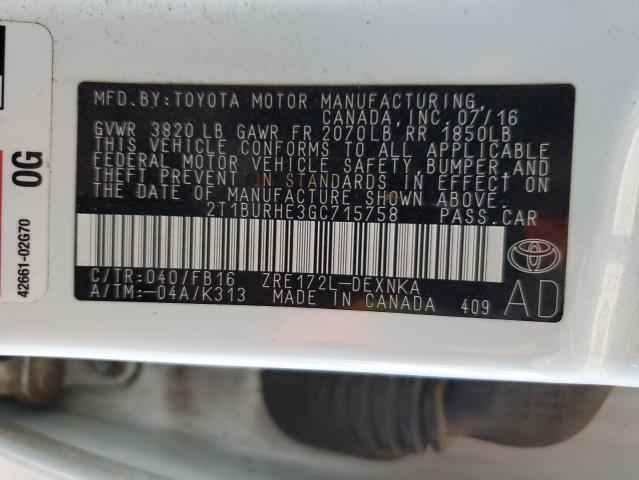 MFD. BY: TOYOTA MOTOR MANUFACTURING,
CANADA, INC. 07/16
GVWR 3820 LB GAWR FR 2070LB RR 1850LB
THIS VEHICLE CONFORMS TO ALL APPLICABLE
FEDERAL MOTOR VEHICLE SAFETY, BUMPER, AND
THEFT PREVENT IN STANDARDS IN EFFECT ON
THE DATE OF MANUFACTURE SHOWN ABOVE.
2T1BURHE3GC715758 PASS. CAR
C/TR: 040/FB16 ZRE172L-DEXNKA
A/TM: -04A/K313 MADE IN CANADA 409
AD
0G
42661-02G70